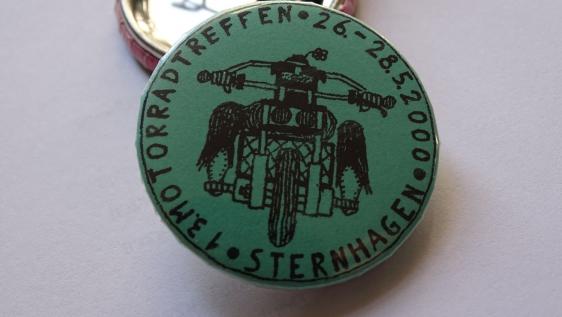 13. MOTORRADTREFFEN • 26.-28.5.2000 • STERNHAGEN •